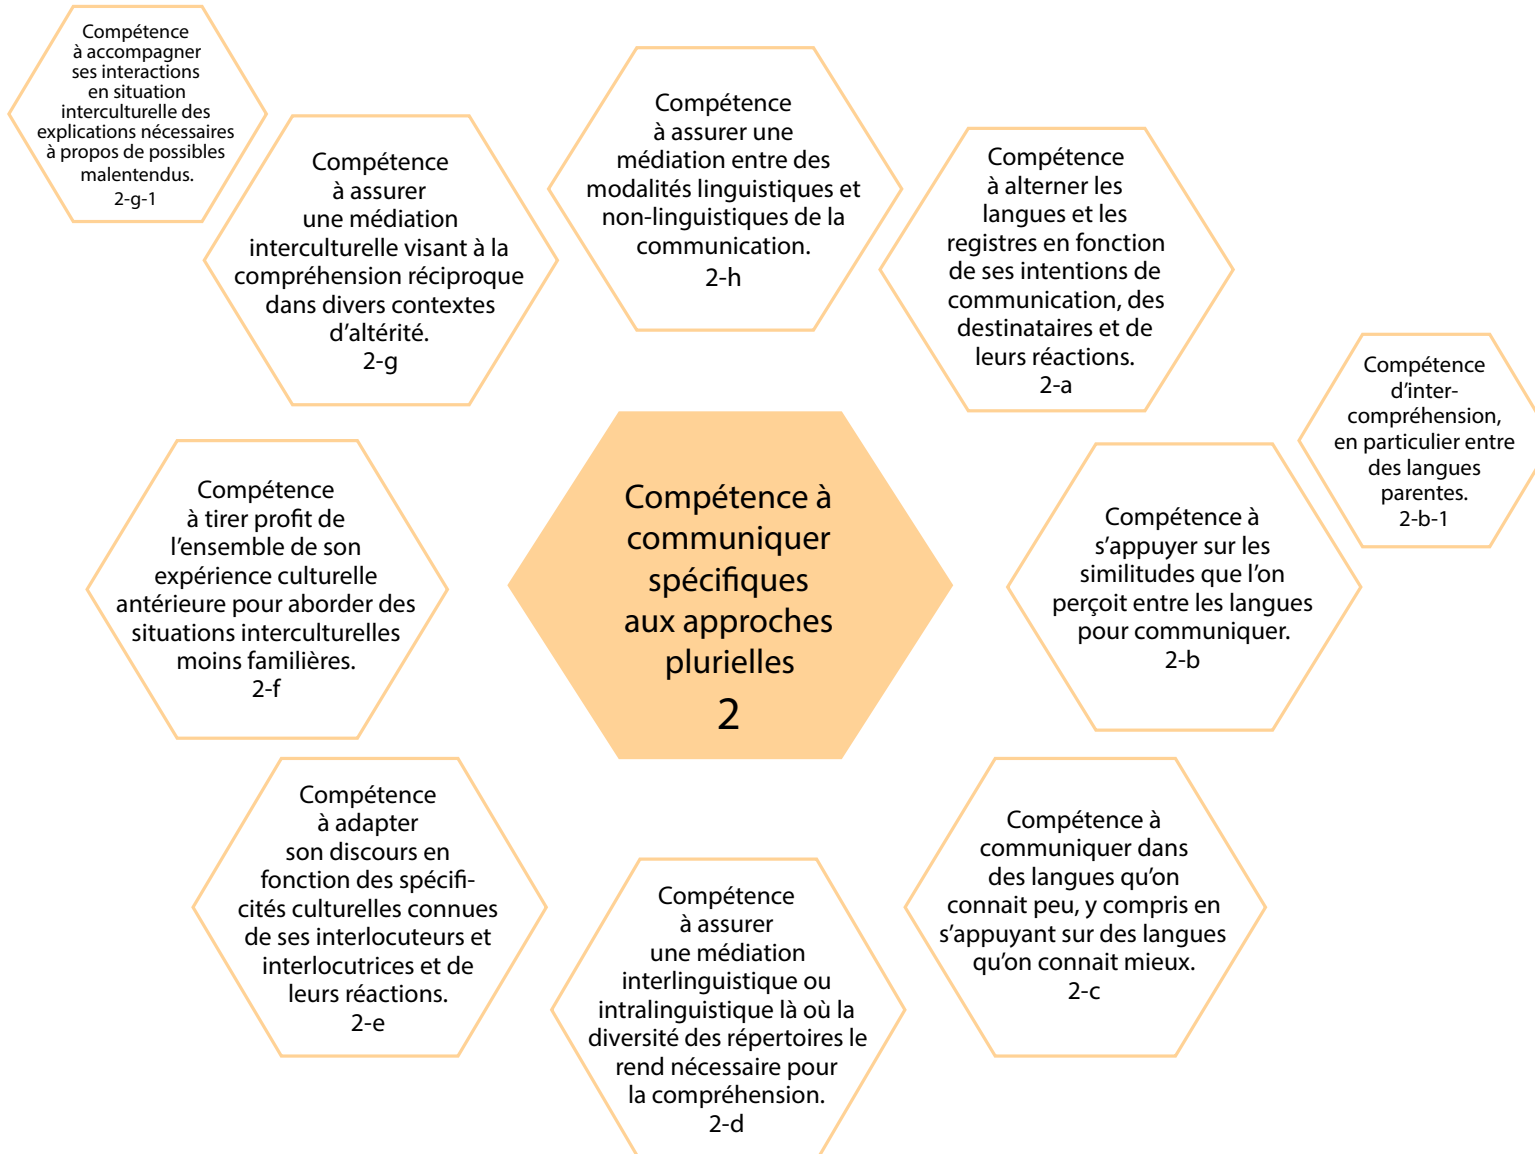 Compétence
à accompagner
ses interactions
en situation
interculturelle des
explications nécessaires
à propos de possibles
malentendus.
2-g-1
Compétence
à assurer
une médiation
interculturelle visant à la
compréhension réciproque
dans divers contextes
d'altérité.
2-g
Compétence
à assurer une
médiation entre des
modalités linguistiques et
non-linguistiques de la
communication.
2-h
Compétence
à alterner les
langues et les
registres en fonction
de ses intentions de
communication, des
destinataires et de
leurs réactions.
2-a
Compétence
d'inter-
compréhension,
en particulier entre
des langues
parentes.
2-b-1
Compétence
à tirer profit de
l'ensemble de son
expérience culturelle
antérieure pour aborder des
situations interculturelles
moins familières.
2-f
Compétence à
communiquer
spécifiques
aux approches
plurielles
2
Compétence à
s'appuyer sur les
similitudes que l'on
perçoit entre les langues
pour communiquer.
2-b
Compétence
à adapter
son discours en
fonction des spécifi-
cités culturelles connues
de ses interlocuteurs et
interlocutrices et de
leurs réactions.
2-e
Compétence
à assurer
une médiation
interlinguistique ou
intralinguistique là où la
diversité des répertoires le
rend nécessaire pour
la compréhension.
2-d
Compétence à
communiquer dans
des langues qu'on
connait peu, y compris en
s'appuyant sur des langues
qu'on connait mieux.
2-c